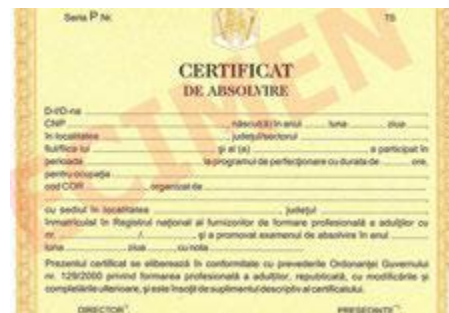 Seria P Nr. TS
CERTIFICAT
DE ABSOLVIRE
D-l/D-na
CNP născut(ă) în anul luna ziua
în localitatea județul/sectorul
fiul/fiica lui și al (a) a participat în
perioada la programul de perfecționare cu durata de ore,
pentru ocupația
cod COR organizat de
cu sediul în localitatea județul
înmatriculat în Registrul național al furnizorilor de formare profesională a adulților cu
nr. / și a promovat examenul de absolvire în anul
luna ziua cu nota
Prezentul certificat se eliberează în conformitate cu prevederile Ordonanței Guvernului
nr. 129/2000 privind formarea profesională a adulților, republicată, cu modificările și
completările ulterioare, și este însoțit de suplimentul descriptiv al certificatului.
DIRECTOR PREȘEDINTE
ECIMEN